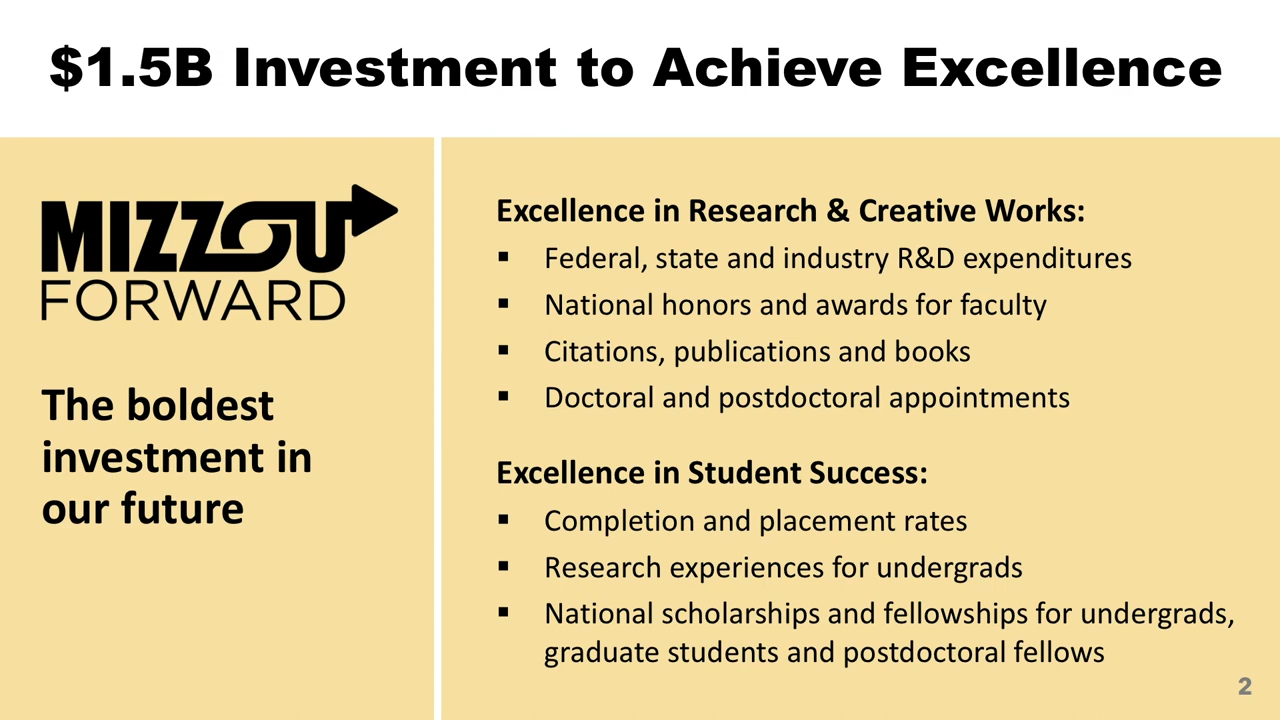 $1.5B Investment to Achieve Excellence
MIZZOU
FORWARD
The boldest
investment in
our future
Excellence in Research & Creative Works:
▪ Federal, state and industry R&D expenditures
▪ National honors and awards for faculty
▪ Citations, publications and books
▪ Doctoral and postdoctoral appointments
Excellence in Student Success:
▪ Completion and placement rates
▪ Research experiences for undergrads
▪ National scholarships and fellowships for undergrads,
graduate students and postdoctoral fellows
2